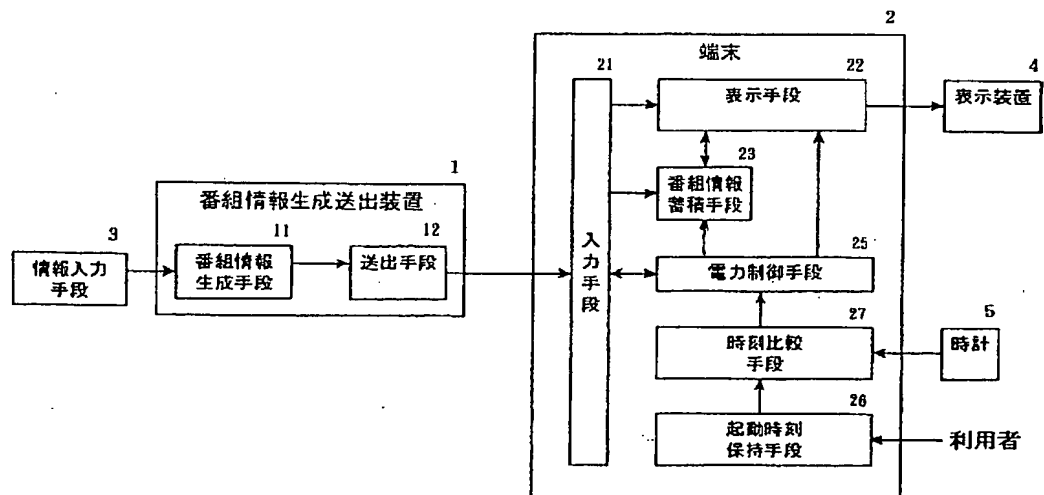 2
端末
21
22
4
表示手段
表示装置
23
1
番組情報
蓄積手段
番組情報生成送出装置
3
11
12
入力手段
25
情報入力
手段
番組情報
生成手段
送出手段
電力制御手段
27
5
時刻比較
手段
時計
26
起動時刻
保持手段
利用者